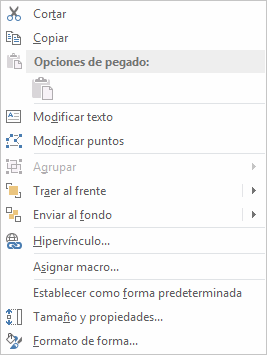 Cortar
Copiar
Opciones de pegado:
Modificar texto
Modificar puntos
Agrupar
Traer al frente
Enviar al fondo
Hipervínculo...
Asignar macro...
Establecer como forma predeterminada
Tamaño y propiedades...
Formato de forma...